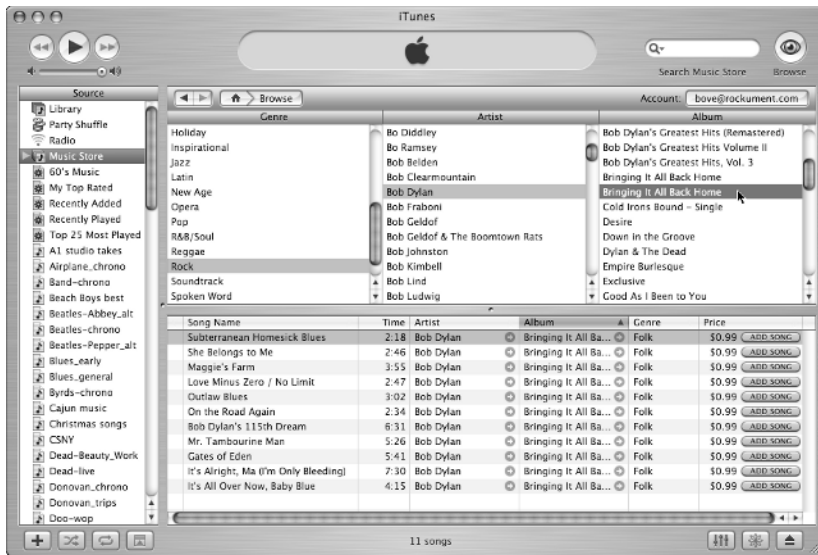 iTunes
Search Music Store
Browse
Source
Library
Party Shuffle
Radio
Music Store
60's Music
My Top Rated
Recently Added
Recently Played
Top 25 Most Played
A1 studio takes
Airplane_chrono
Band-chrono
Beach Boys best
Beatles-Abbey_alt
Beatles-chrono
Beatles-Pepper_alt
Blues_early
Blues_general
Byrds-chrono
Cajun music
Christmas songs
CSNY
Dead-Beauty_Work
Dead-live
Donovan_chrono
Donovan_trips
Doo-wop
Browse
Account: bove@rockument.com
Genre
Holiday
Inspirational
Jazz
Latin
New Age
Opera
Pop
R&B/Soul
Reggae
Rock
Soundtrack
Spoken Word
Artist
Bo Diddley
Bo Ramsey
Bob Belden
Bob Clearmountain
Bob Dylan
Bob Fraboni
Bob Geldof
Bob Geldof & The Boomtown Rats
Bob Johnston
Bob Kimbell
Bob Lind
Bob Ludwig
Album
Bob Dylan's Greatest Hits (Remastered)
Bob Dylan's Greatest Hits Volume II
Bob Dylan's Greatest Hits, Vol. 3
Bringing It All Back Home
Bringing It All Back Home
Cold Irons Bound – Single
Desire
Down in the Groove
Dylan & The Dead
Empire Burlesque
Exclusive
Good As I Been to You
Song Name Time Artist Album Genre Price
Subterranean Homesick Blues 2:18 Bob Dylan Bringing It All Ba... Folk $0.99 ADD SONG
She Belongs to Me 2:46 Bob Dylan Bringing It All Ba... Folk $0.99 ADD SONG
Maggie's Farm 3:55 Bob Dylan Bringing It All Ba... Folk $0.99 ADD SONG
Love Minus Zero / No Limit 2:47 Bob Dylan Bringing It All Ba... Folk $0.99 ADD SONG
Outlaw Blues 3:02 Bob Dylan Bringing It All Ba... Folk $0.99 ADD SONG
On the Road Again 2:34 Bob Dylan Bringing It All Ba... Folk $0.99 ADD SONG
Bob Dylan's 115th Dream 6:31 Bob Dylan Bringing It All Ba... Folk $0.99 ADD SONG
Mr. Tambourine Man 5:26 Bob Dylan Bringing It All Ba... Folk $0.99 ADD SONG
Gates of Eden 5:41 Bob Dylan Bringing It All Ba... Folk $0.99 ADD SONG
It's Alright, Ma (I'm Only Bleeding) 7:30 Bob Dylan Bringing It All Ba... Folk $0.99 ADD SONG
It's All Over Now, Baby Blue 4:15 Bob Dylan Bringing It All Ba... Folk $0.99 ADD SONG
11 songs